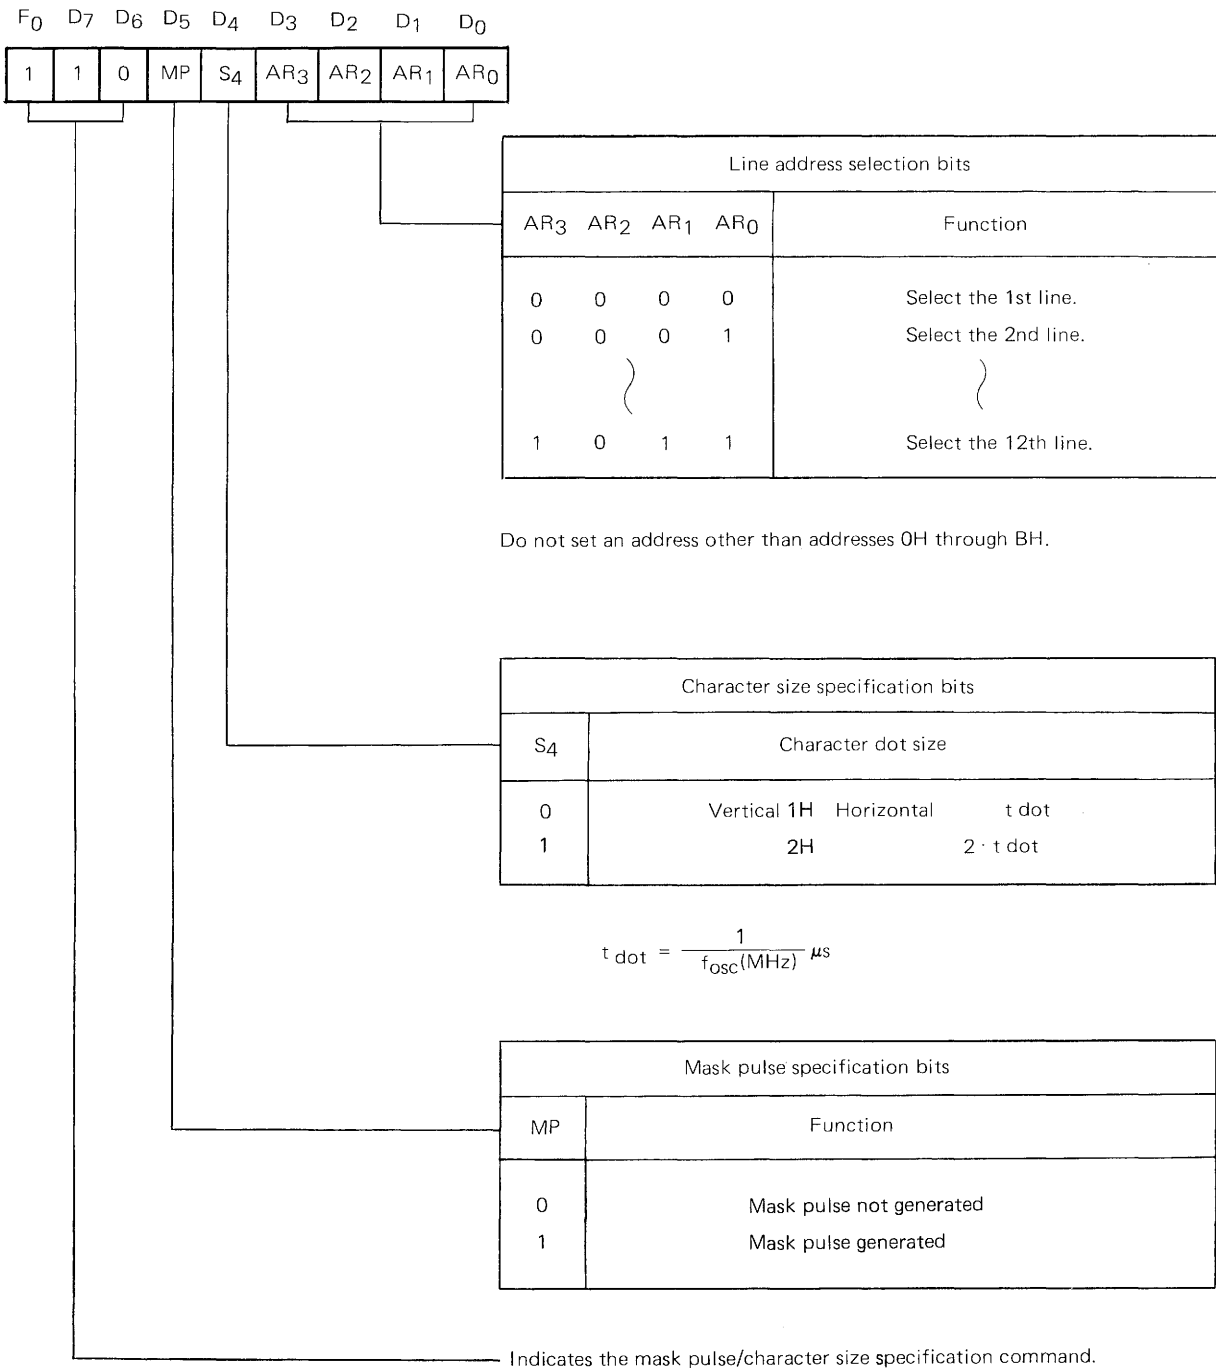 F0 D7 D6 D5 D4 D3 D2 D1 D0
1 1 0 MP S4 AR3 AR2 AR1 AR0
Line address selection bits
AR3 AR2 AR1 AR0 Function
0 0 0 0 Select the 1st line.
0 0 0 1 Select the 2nd line.
1 0 1 1 Select the 12th line.
Do not set an address other than addresses 0H through BH.
Character size specification bits
S4 Character dot size
0 Vertical 1H Horizontal t dot
1 2H 2 · t dot
t dot = 1 / fosc(MHz) μs
Mask pulse specification bits
MP Function
0 Mask pulse not generated
1 Mask pulse generated
Indicates the mask pulse/character size specification command.